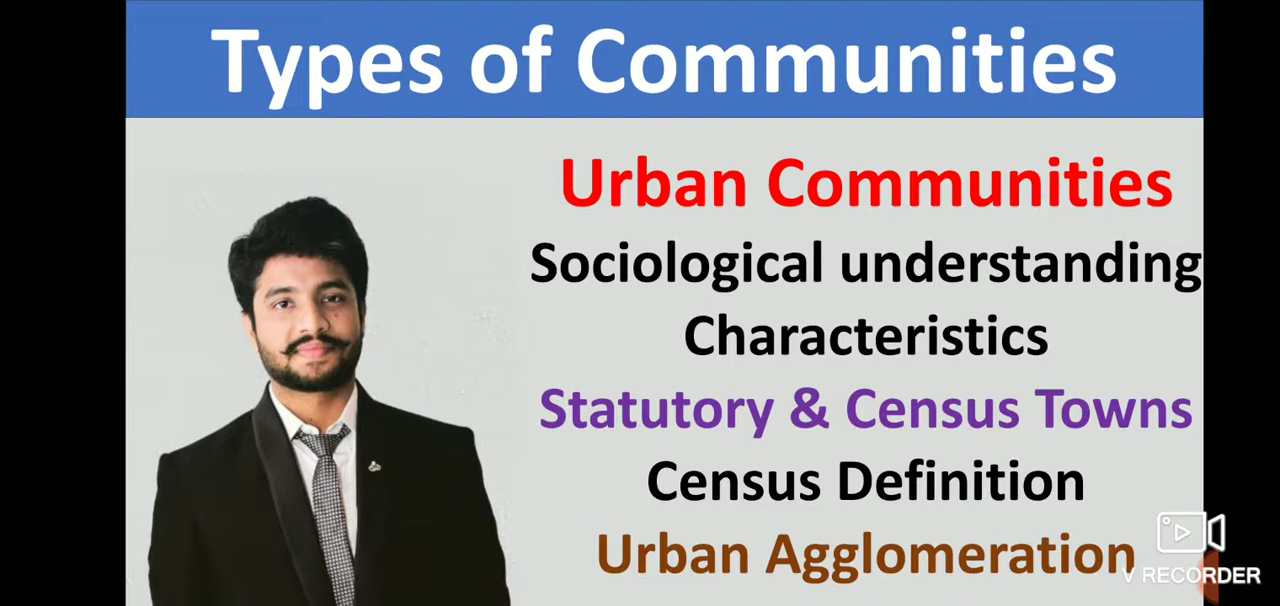 Types of Communities
Urban Communities
Sociological understanding
Characteristics
Statutory & Census Towns
Census Definition
Urban Agglomeration
V RECORDER